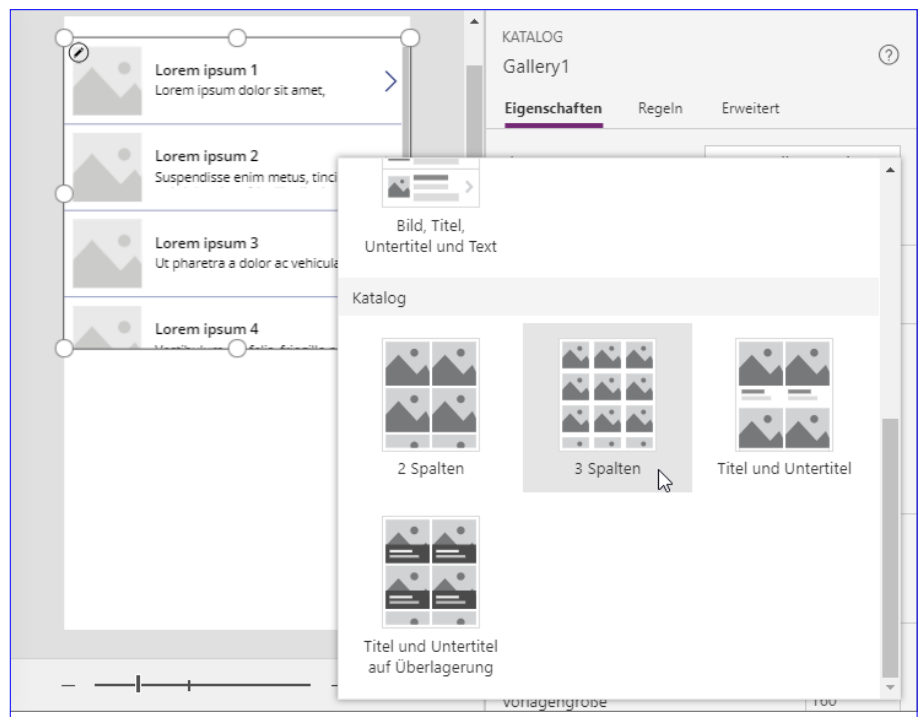 Lorem ipsum 1
Lorem ipsum dolor sit amet,
Lorem ipsum 2
Suspendisse enim metus, tinci
Lorem ipsum 3
Ut pharetra a dolor ac vehicula
Lorem ipsum 4
KATALOG
Gallery1
?
Eigenschaften Regeln Erweitert
Bild, Titel,
Untertitel und Text
Katalog
2 Spalten
3 Spalten
Titel und Untertitel
Titel und Untertitel
auf Überlagerung
Vorlagengröße 160